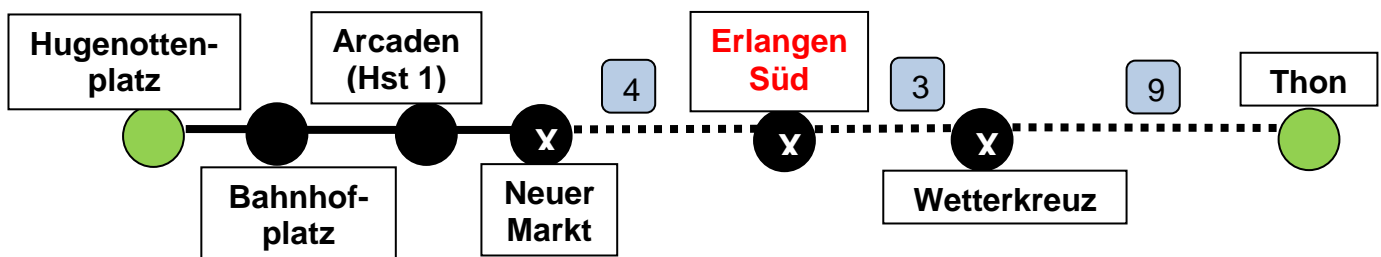 Hugenotten-
platz
Arcaden
(Hst 1)
4
Erlangen
Süd
3
9
Thon
x
x
x
Bahnhof-
platz
Neuer
Markt
Wetterkreuz